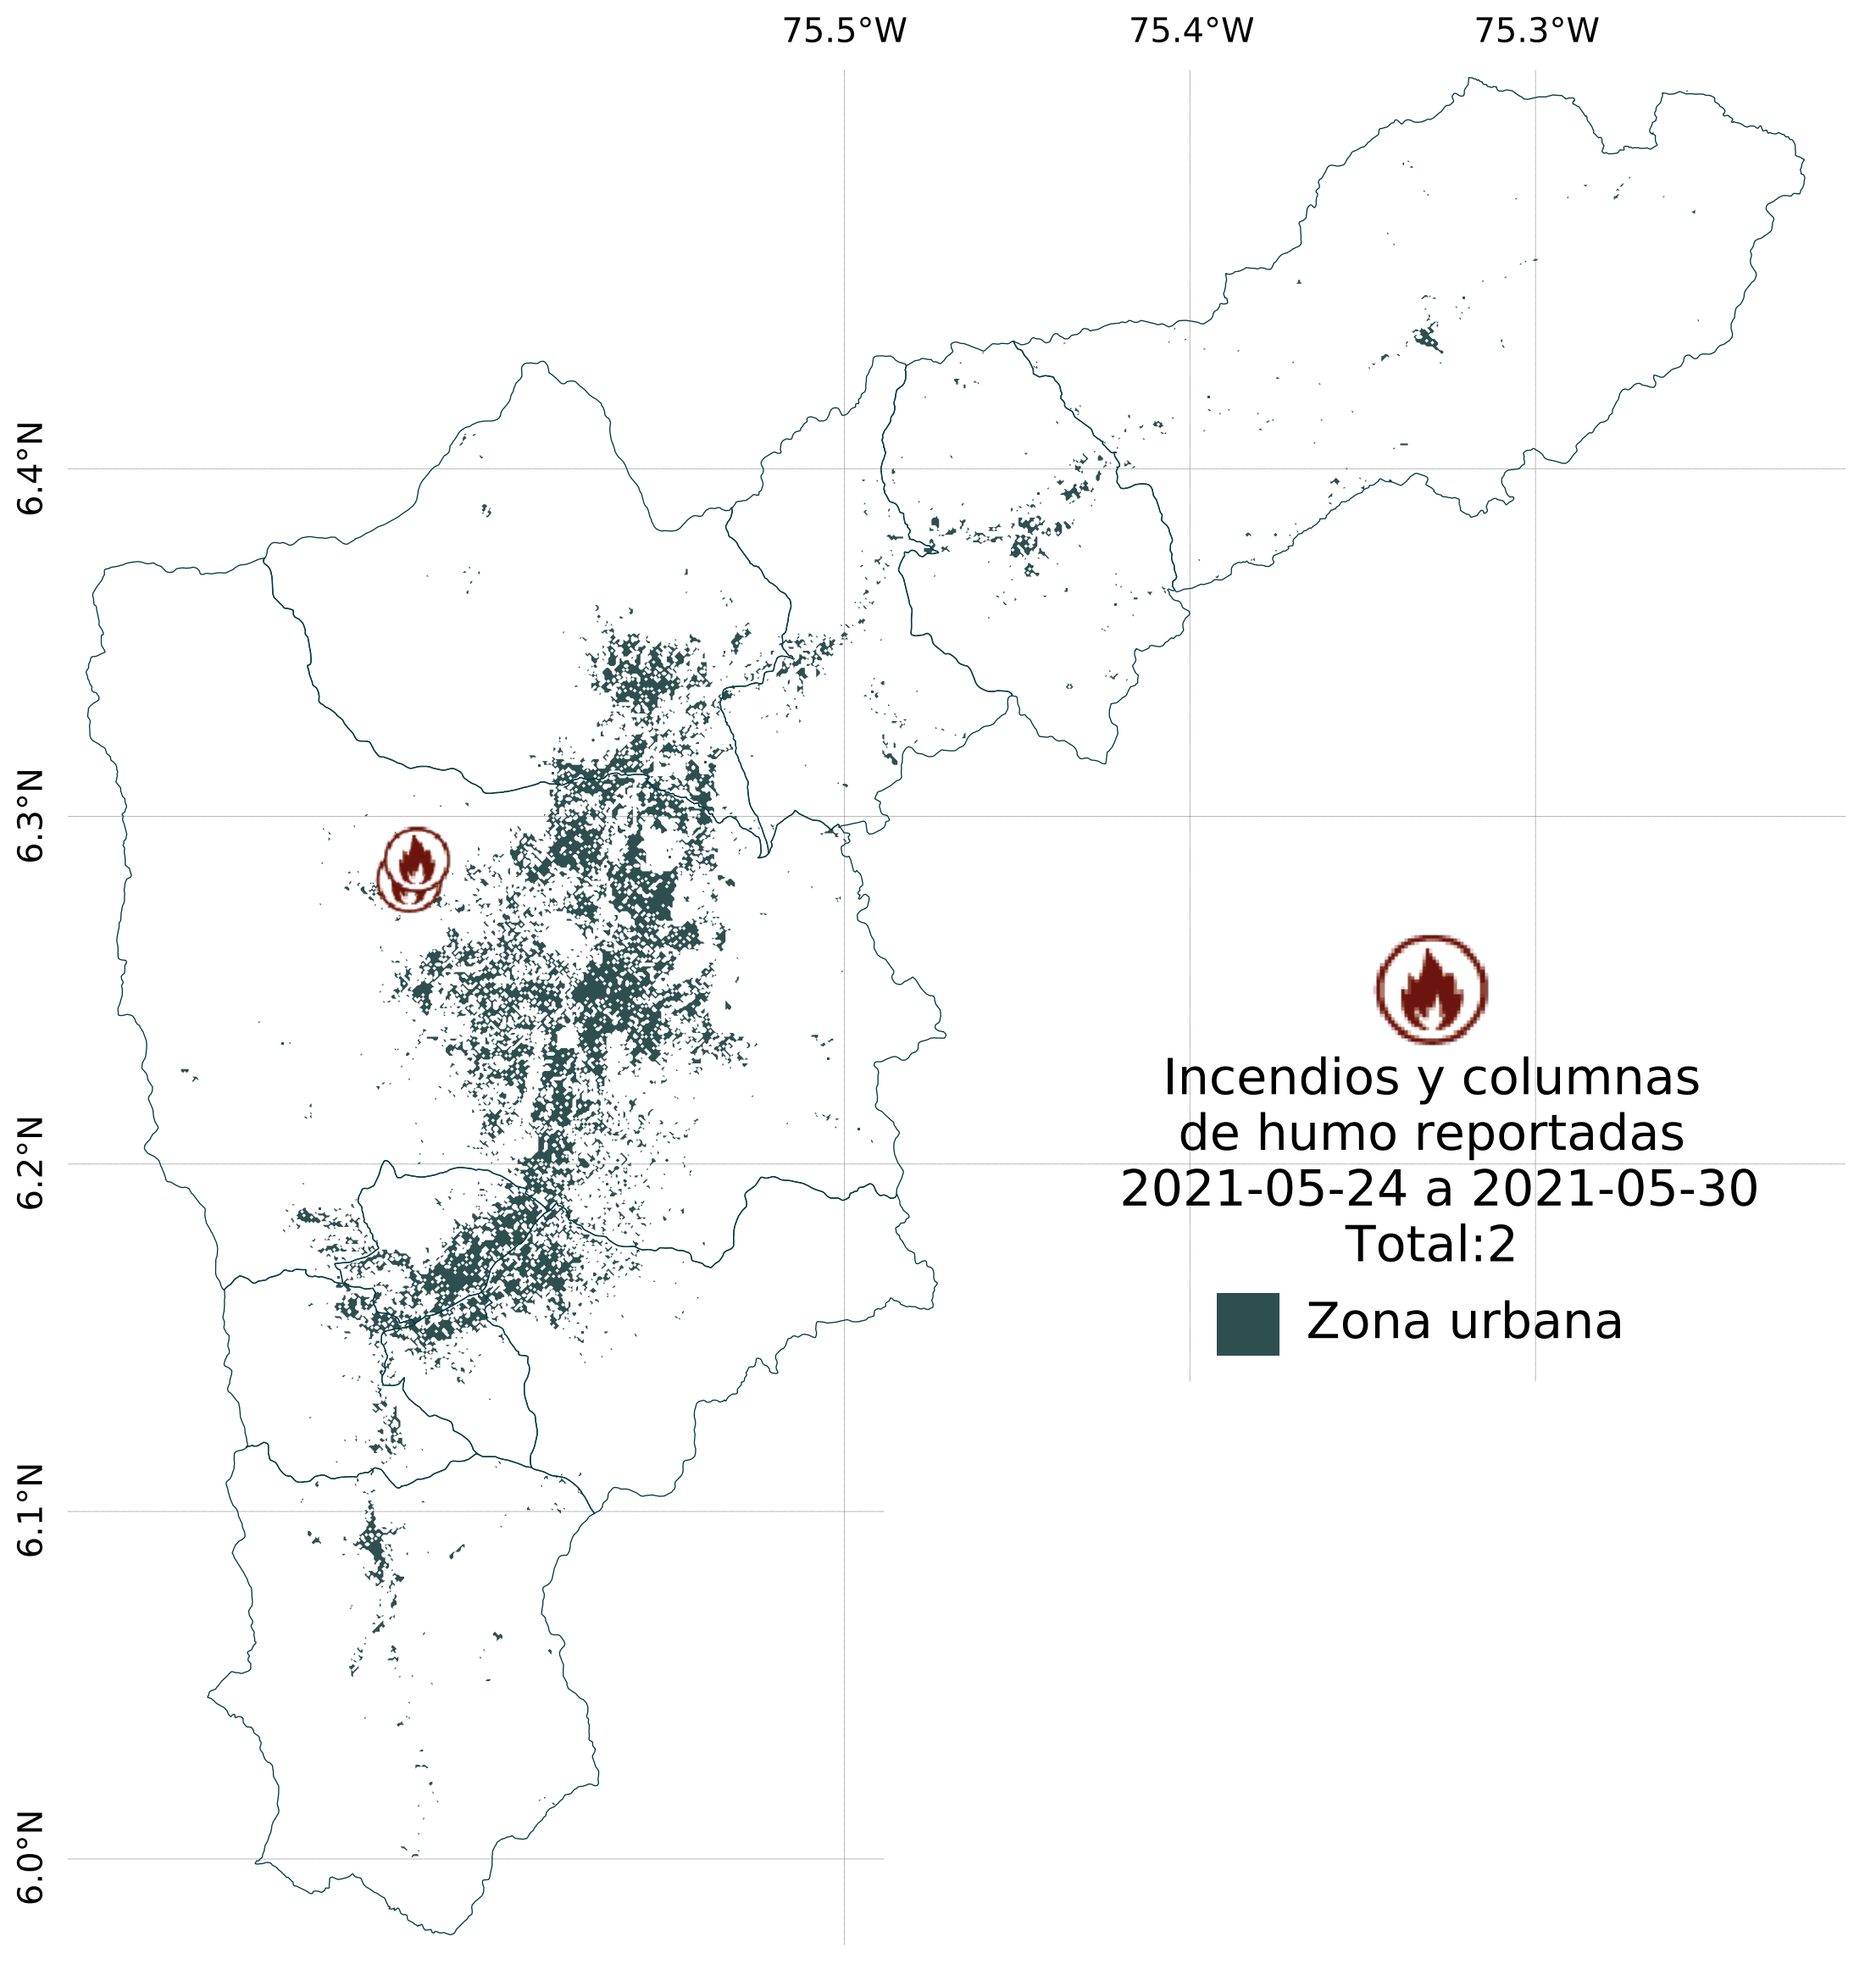 75.5°W
75.4°W
75.3°W
6.4°N
6.3°N
6.2°N
6.1°N
6.0°N
Incendios y columnas
de humo reportadas
2021-05-24 a 2021-05-30
Total:2
Zona urbana